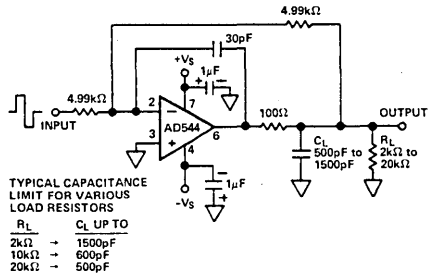 4.99kΩ
30pF
+VS
1μF
4.99kΩ
INPUT
2
7
3
AD544
6
4
100Ω
OUTPUT
CL
500pF to
1500pF
RL
2kΩ to
20kΩ
1μF
-VS
TYPICAL CAPACITANCE
LIMIT FOR VARIOUS
LOAD RESISTORS
RL CL UP TO
2kΩ → 1500pF
10kΩ → 600pF
20kΩ → 500pF